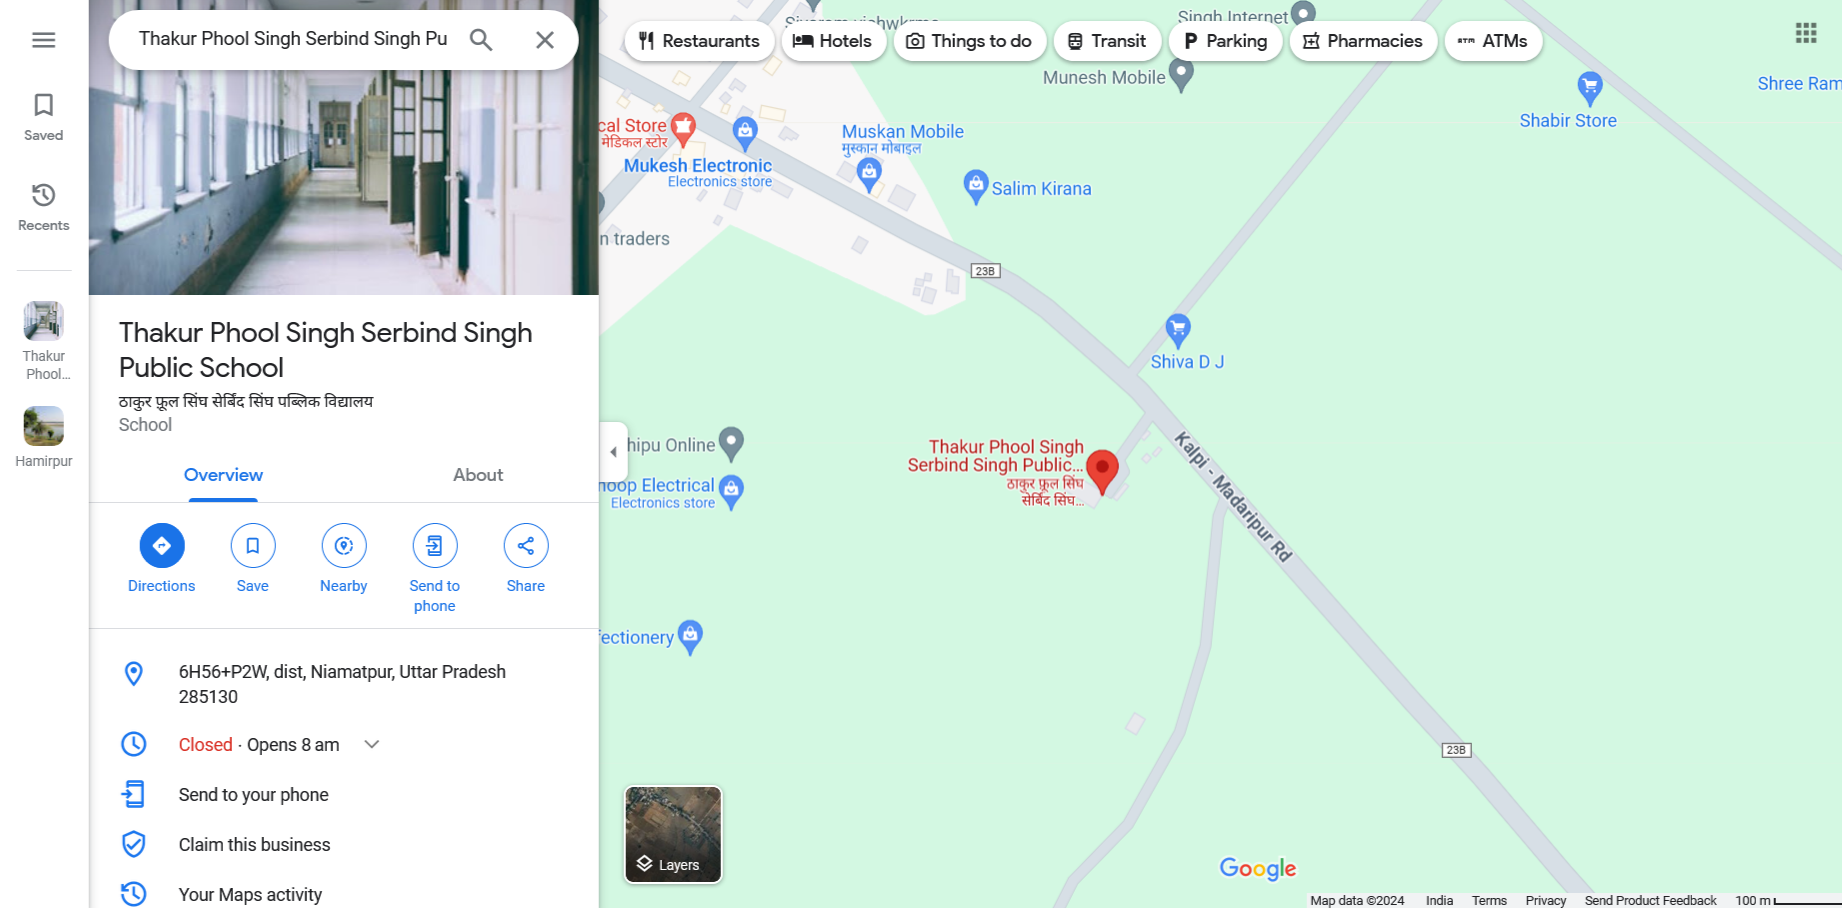 Thakur Phool Singh Serbind Singh Pu
Saved
Recents
Thakur
Phool...
Hamirpur
Thakur Phool Singh Serbind Singh
Public School
ठाकुर फ़ूल सिंघ सेर्बिंद सिंघ पब्लिक विद्यालय
School
Overview
About
Directions
Save
Nearby
Send to
phone
Share
6H56+P2W, dist, Niamatpur, Uttar Pradesh
285130
Closed · Opens 8 am
Send to your phone
Claim this business
Your Maps activity
Restaurants
Hotels
Things to do
Transit
Parking
Pharmacies
ATMs
Singh Internet
Munesh Mobile
Shree Ram
Shabir Store
cal Store
मेडिकल स्टोर
Mukesh Electronic
Electronics store
Muskan Mobile
मुस्कान मोबाइल
Salim Kirana
n traders
23B
Shiva D J
hipu Online
noop Electrical
Electronics store
Thakur Phool Singh
Serbind Singh Public...
ठाकुर फ़ूल सिंघ
सेर्बिंद सिंघ...
Kalpi - Madaripur Rd
fectionery
23B
Layers
Google
Map data ©2024
India
Terms
Privacy
Send Product Feedback
100 m